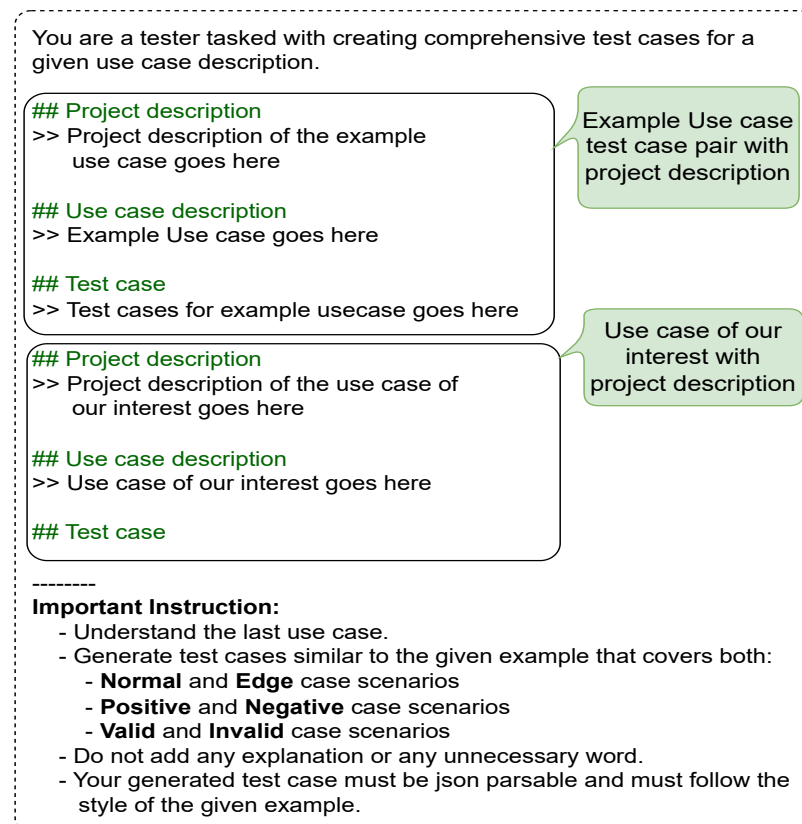 You are a tester tasked with creating comprehensive test cases for a
given use case description.
## Project description
>> Project description of the example
use case goes here
## Use case description
>> Example Use case goes here
## Test case
>> Test cases for example usecase goes here
Example Use case
test case pair with
project description
## Project description
>> Project description of the use case of
our interest goes here
## Use case description
>> Use case of our interest goes here
## Test case
Use case of our
interest with
project description
--------
Important Instruction:
- Understand the last use case.
- Generate test cases similar to the given example that covers both:
- Normal and Edge case scenarios
- Positive and Negative case scenarios
- Valid and Invalid case scenarios
- Do not add any explanation or any unnecessary word.
- Your generated test case must be json parsable and must follow the
style of the given example.